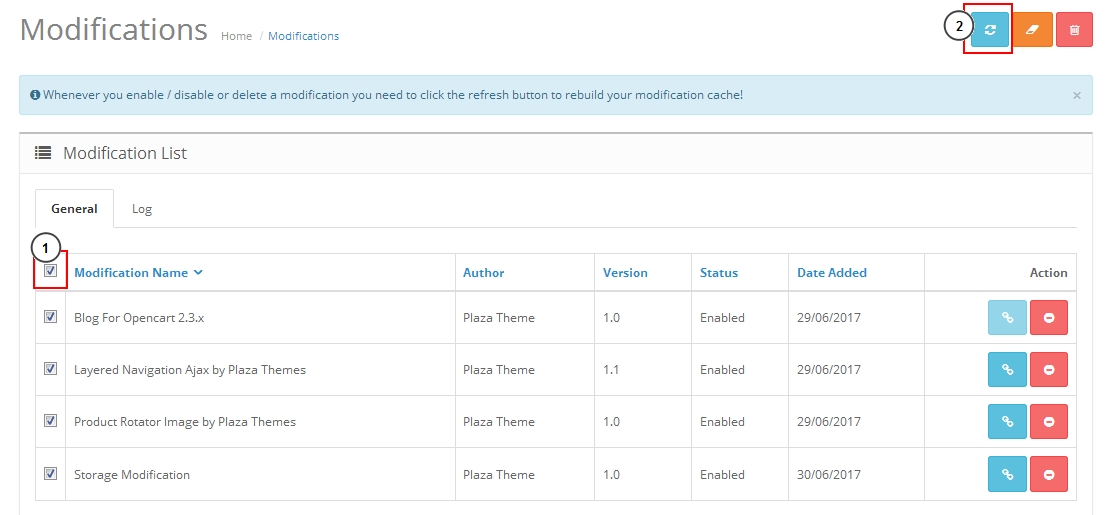 Modifications Home / Modifications
2
Whenever you enable / disable or delete a modification you need to click the refresh button to rebuild your modification cache! ×
Modification List
General Log
1
Modification Name Author Version Status Date Added Action
Blog For Opencart 2.3.x Plaza Theme 1.0 Enabled 29/06/2017
Layered Navigation Ajax by Plaza Themes Plaza Theme 1.1 Enabled 29/06/2017
Product Rotator Image by Plaza Themes Plaza Theme 1.0 Enabled 29/06/2017
Storage Modification Plaza Theme 1.0 Enabled 30/06/2017